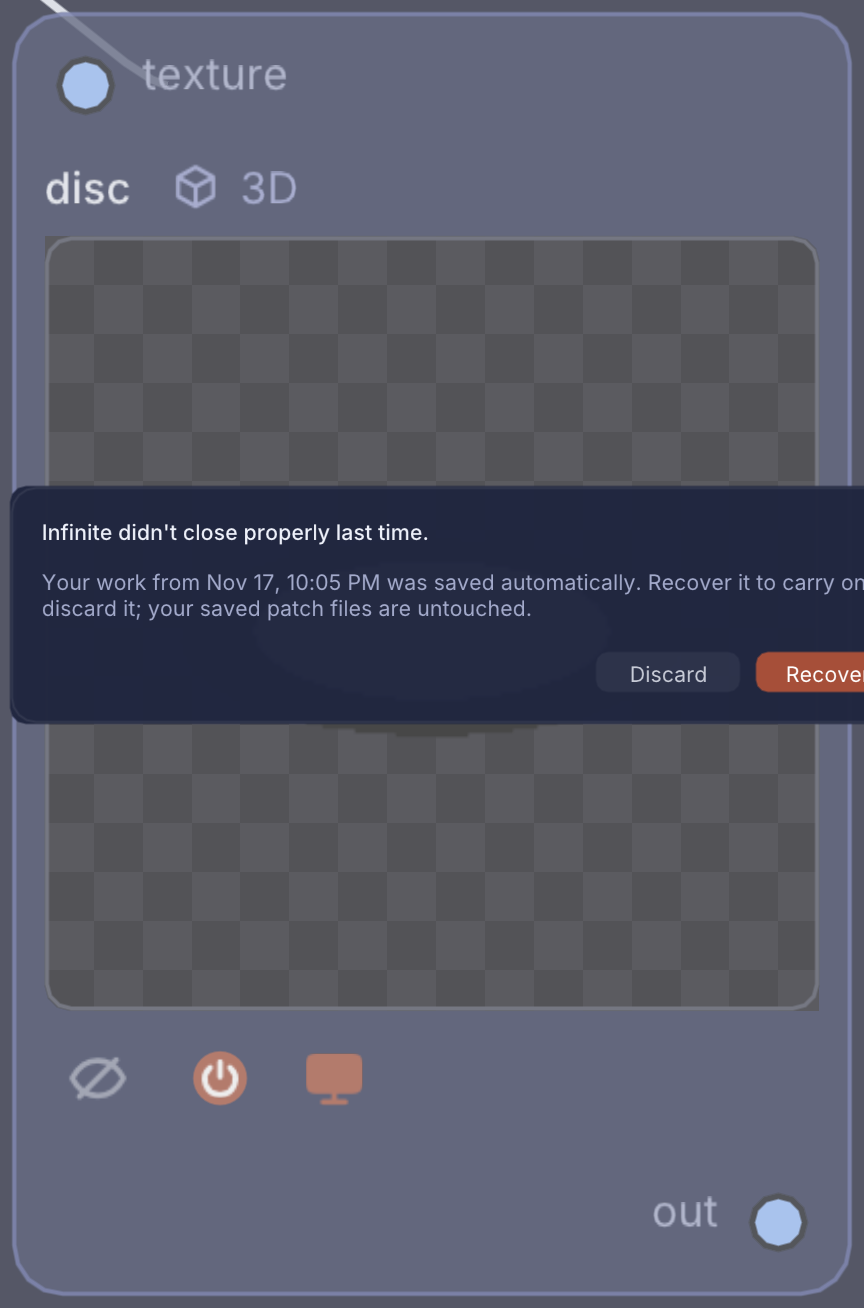 texture
disc 3D
Infinite didn't close properly last time.
Your work from Nov 17, 10:05 PM was saved automatically. Recover it to carry on
discard it; your saved patch files are untouched.
Discard Recover
out